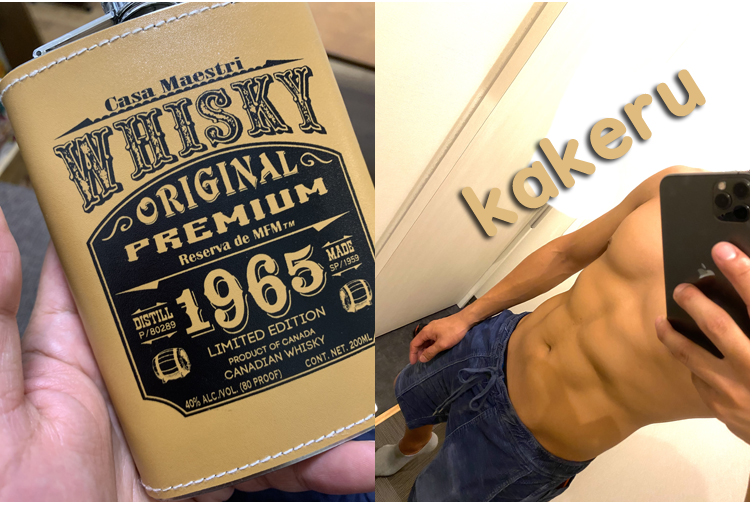 Casa Maestri
WHISKY
ORIGINAL
PREMIUM
Reserva de MFM™
DISTILL
P/80289
1965
MADE
SP/1959
LIMITED EDITION
PRODUCT OF CANADA
CANADIAN WHISKY
40% ALC./VOL. (80 PROOF)
CONT. NET. 200ML
kakeru